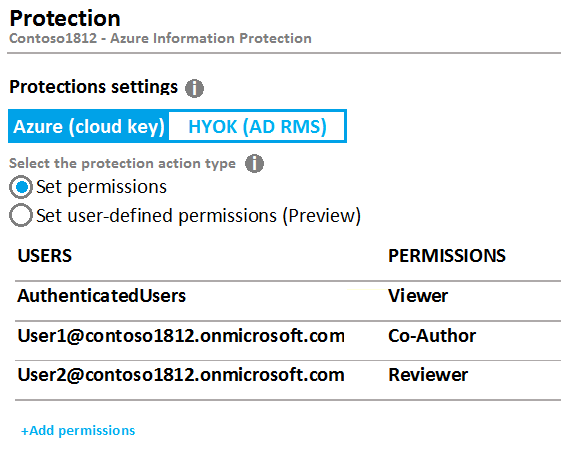 Protection
Contoso1812 - Azure Information Protection
Protections settings
Azure (cloud key) HYOK (AD RMS)
Select the protection action type
Set permissions
Set user-defined permissions (Preview)
USERS PERMISSIONS
AuthenticatedUsers Viewer
User1@contoso1812.onmicrosoft.com Co-Author
User2@contoso1812.onmicrosoft.com Reviewer
+Add permissions